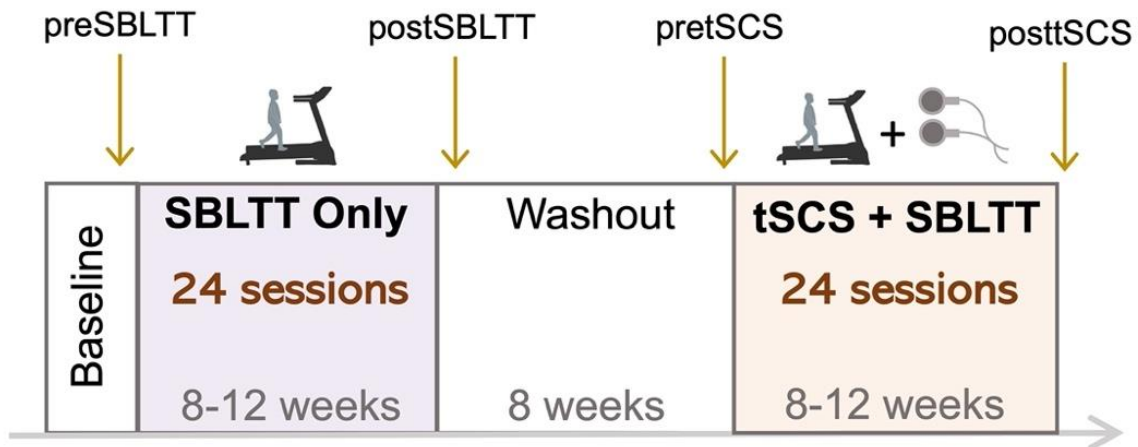 preSBLTT
postSBLTT
pretSCS
posttSCS
+
Baseline
SBLTT Only
24 sessions
8-12 weeks
Washout
8 weeks
tSCS + SBLTT
24 sessions
8-12 weeks